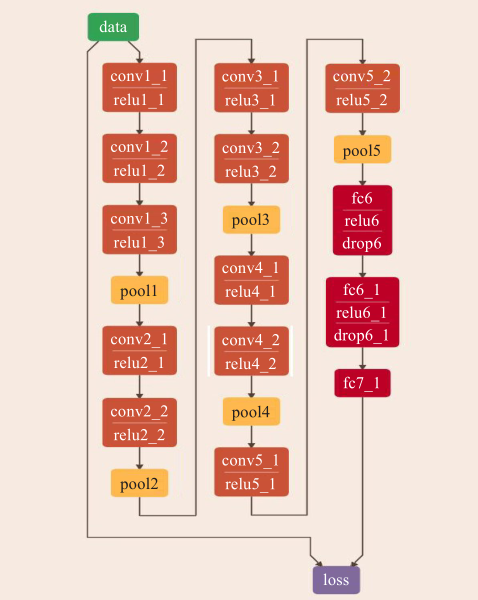 data
conv1_1
relu1_1
conv1_2
relu1_2
conv1_3
relu1_3
pool1
conv2_1
relu2_1
conv2_2
relu2_2
pool2
conv3_1
relu3_1
conv3_2
relu3_2
pool3
conv4_1
relu4_1
conv4_2
relu4_2
pool4
conv5_1
relu5_1
conv5_2
relu5_2
pool5
fc6
relu6
drop6
fc6_1
relu6_1
drop6_1
fc7_1
loss